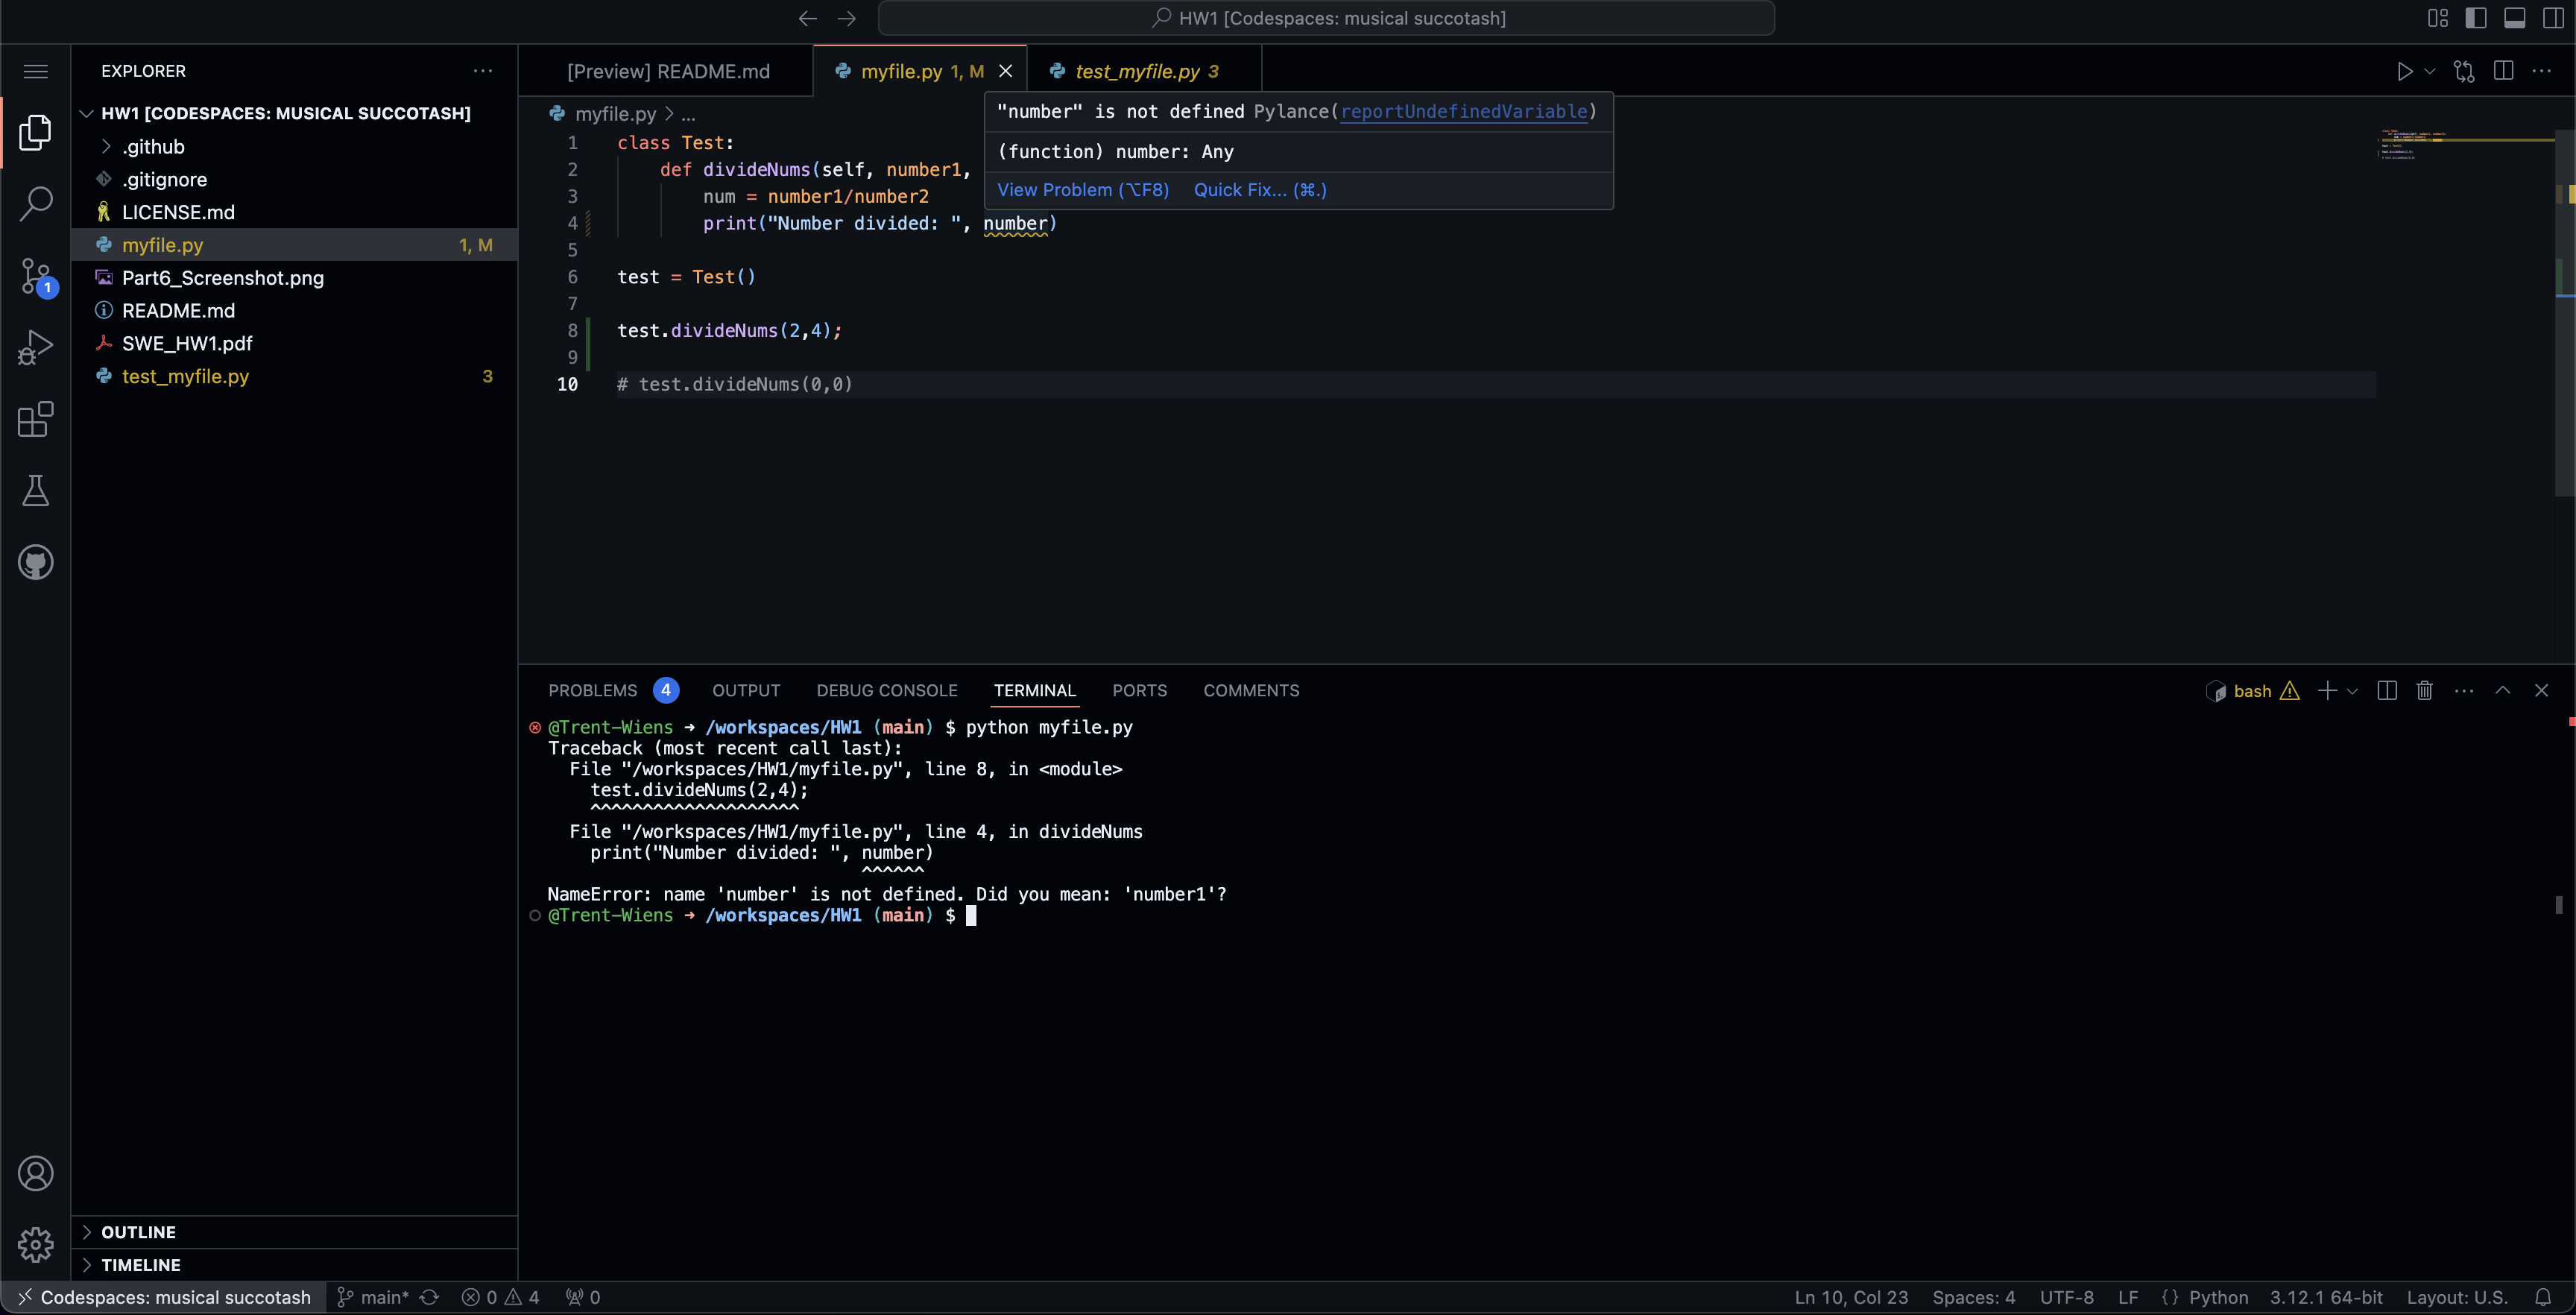 HW1 [Codespaces: musical succotash]
EXPLORER
[Preview] README.md
myfile.py 1, M
test_myfile.py 3
HW1 [CODESPACES: MUSICAL SUCCOTASH]
.github
.gitignore
LICENSE.md
myfile.py 1, M
Part6_Screenshot.png
README.md
SWE_HW1.pdf
test_myfile.py 3
1
OUTLINE
TIMELINE
myfile.py > ...
"number" is not defined Pylance(reportUndefinedVariable)
(function) number: Any
View Problem (⌥F8) Quick Fix... (⌘.)
1 class Test:
2 def divideNums(self, number1,
3 num = number1/number2
4 print("Number divided: ", number)
5
6 test = Test()
7
8 test.divideNums(2,4);
9
10 # test.divideNums(0,0)
PROBLEMS 4 OUTPUT DEBUG CONSOLE TERMINAL PORTS COMMENTS
bash
@Trent-Wiens ➜ /workspaces/HW1 (main) $ python myfile.py
Traceback (most recent call last):
File "/workspaces/HW1/myfile.py", line 8, in <module>
test.divideNums(2,4);
^^^^^^^^^^^^^^^^^^^^
File "/workspaces/HW1/myfile.py", line 4, in divideNums
print("Number divided: ", number)
^^^^^^
NameError: name 'number' is not defined. Did you mean: 'number1'?
@Trent-Wiens ➜ /workspaces/HW1 (main) $
Codespaces: musical succotash main* 0 4 0
Ln 10, Col 23 Spaces: 4 UTF-8 LF {} Python 3.12.1 64-bit Layout: U.S.